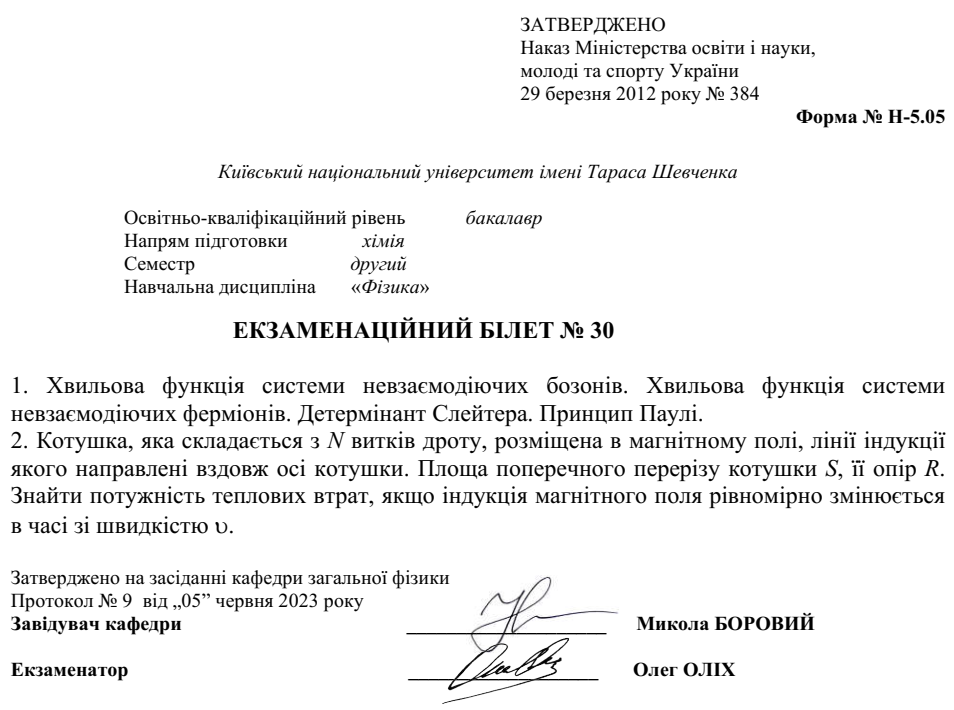 ЗАТВЕРДЖЕНО
Наказ Міністерства освіти і науки,
молоді та спорту України
29 березня 2012 року № 384
Форма № Н-5.05
Київський національний університет імені Тараса Шевченка
Освітньо-кваліфікаційний рівень бакалавр
Напрям підготовки хімія
Семестр другий
Навчальна дисципліна «Фізика»
ЕКЗАМЕНАЦІЙНИЙ БІЛЕТ № 30
1. Хвильова функція системи невзаємодіючих бозонів. Хвильова функція системи
невзаємодіючих ферміонів. Детермінант Слейтера. Принцип Паулі.
2. Котушка, яка складається з N витків дроту, розміщена в магнітному полі, лінії індукції
якого направлені вздовж осі котушки. Площа поперечного перерізу котушки S, її опір R.
Знайти потужність теплових втрат, якщо індукція магнітного поля рівномірно змінюється
в часі зі швидкістю υ.
Затверджено на засіданні кафедри загальної фізики
Протокол № 9 від „05” червня 2023 року
Завідувач кафедри ____________________ Микола БОРОВИЙ
Екзаменатор ___________________ Олег ОЛІХ